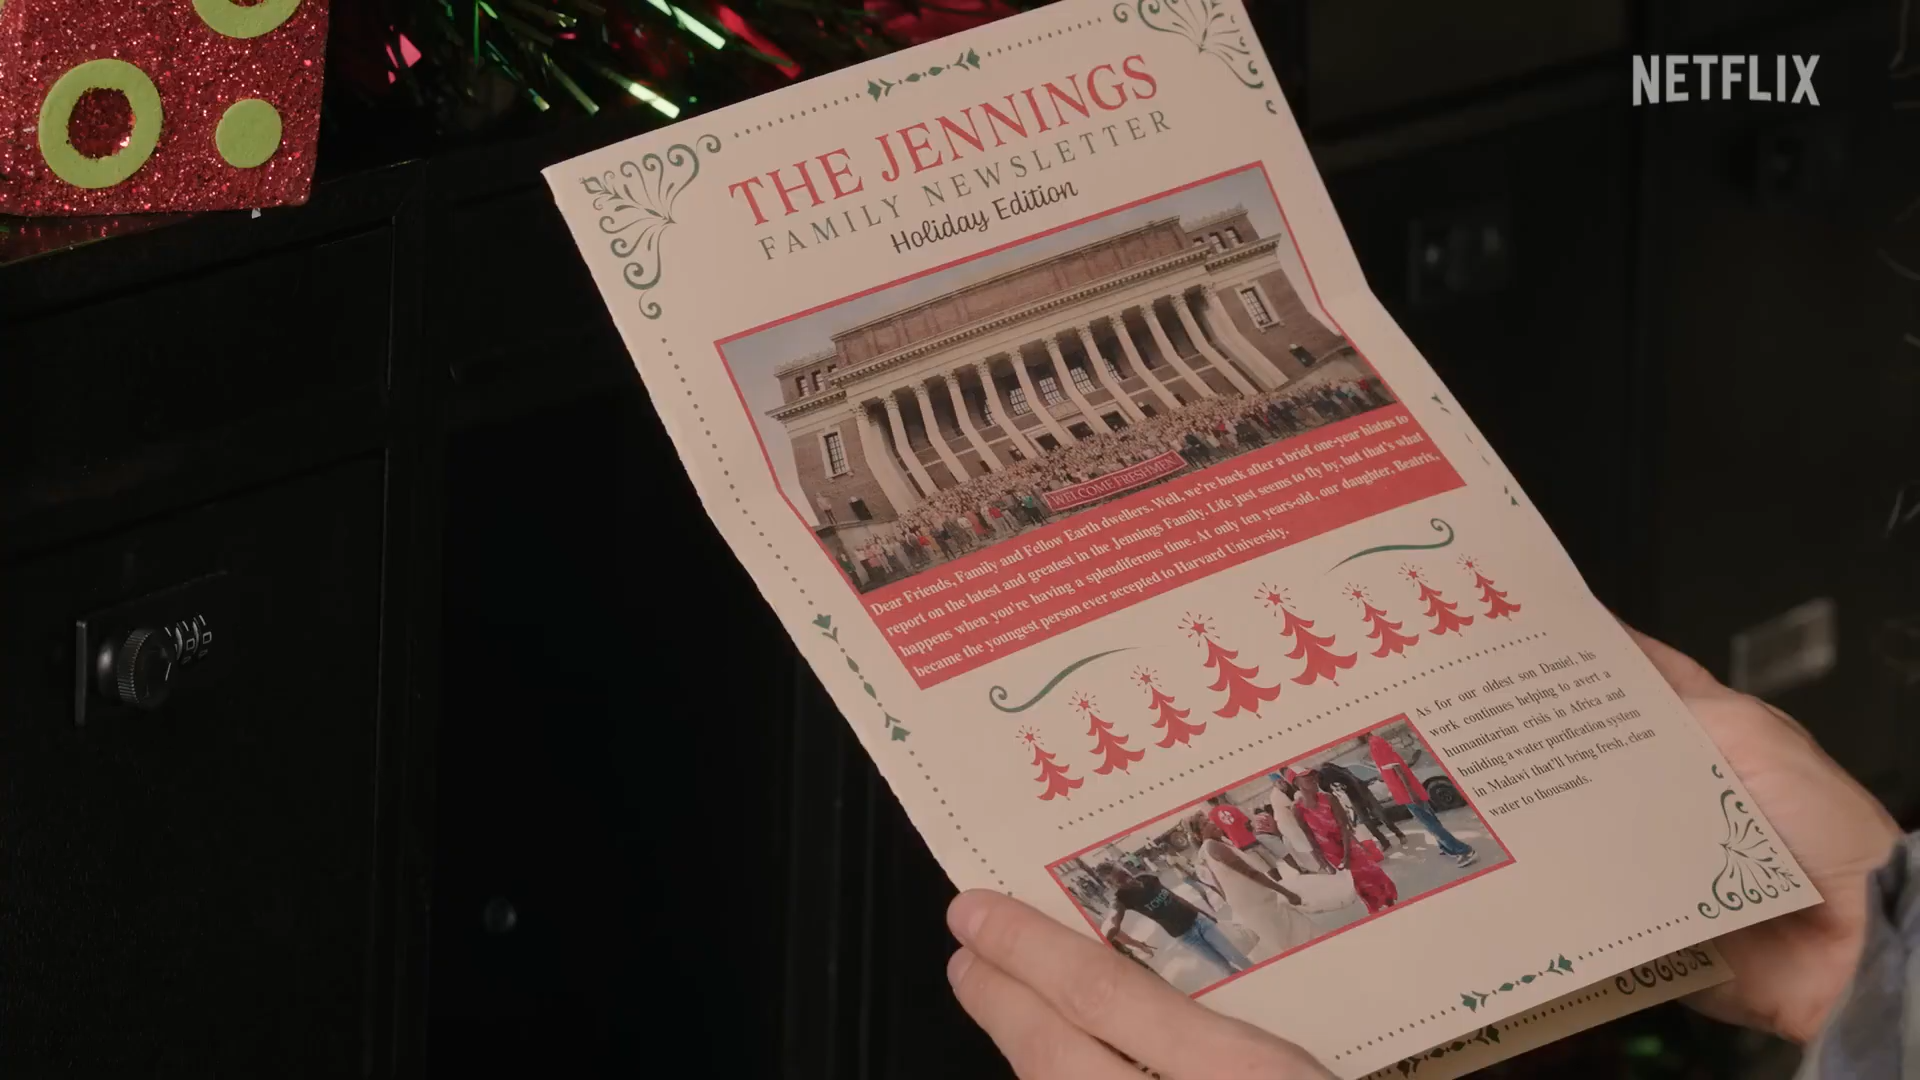 NETFLIX
THE JENNINGS
FAMILY NEWSLETTER
Holiday Edition
WELCOME FRESHMEN
Dear Friends, Family and Fellow Earth dwellers. Well, we're back after a brief one-year hiatus to
report on the latest and greatest in the Jennings Family. Life just seems to fly by, but that's what
happens when you're having a splendiferous time. At only ten years-old, our daughter, Beatrix,
became the youngest person ever accepted to Harvard University.
As for our oldest son Daniel, his
work continues helping to avert a
humanitarian crisis in Africa and
building a water purification system
in Malawi that'll bring fresh, clean
water to thousands.